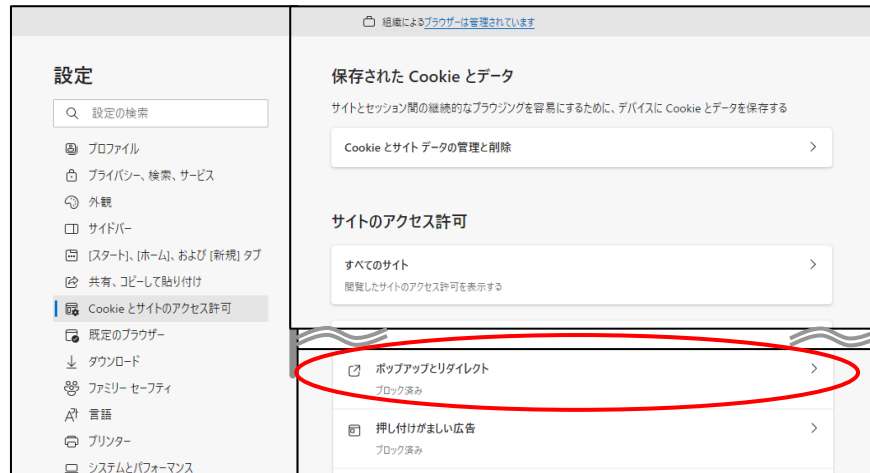 組織によるブラウザーは管理されています
設定
設定の検索
プロファイル
プライバシー、検索、サービス
外観
サイドバー
[スタート]、[ホーム]、および [新規] タブ
共有、コピーして貼り付け
Cookie とサイトのアクセス許可
既定のブラウザー
ダウンロード
ファミリー セーフティ
言語
プリンター
システムとパフォーマンス
保存された Cookie とデータ
サイトとセッション間の継続的なブラウジングを容易にするために、デバイスに Cookie とデータを保存する
Cookie とサイト データの管理と削除
サイトのアクセス許可
すべてのサイト
閲覧したサイトのアクセス許可を表示する
ポップアップとリダイレクト
ブロック済み
押し付けがましい広告
ブロック済み